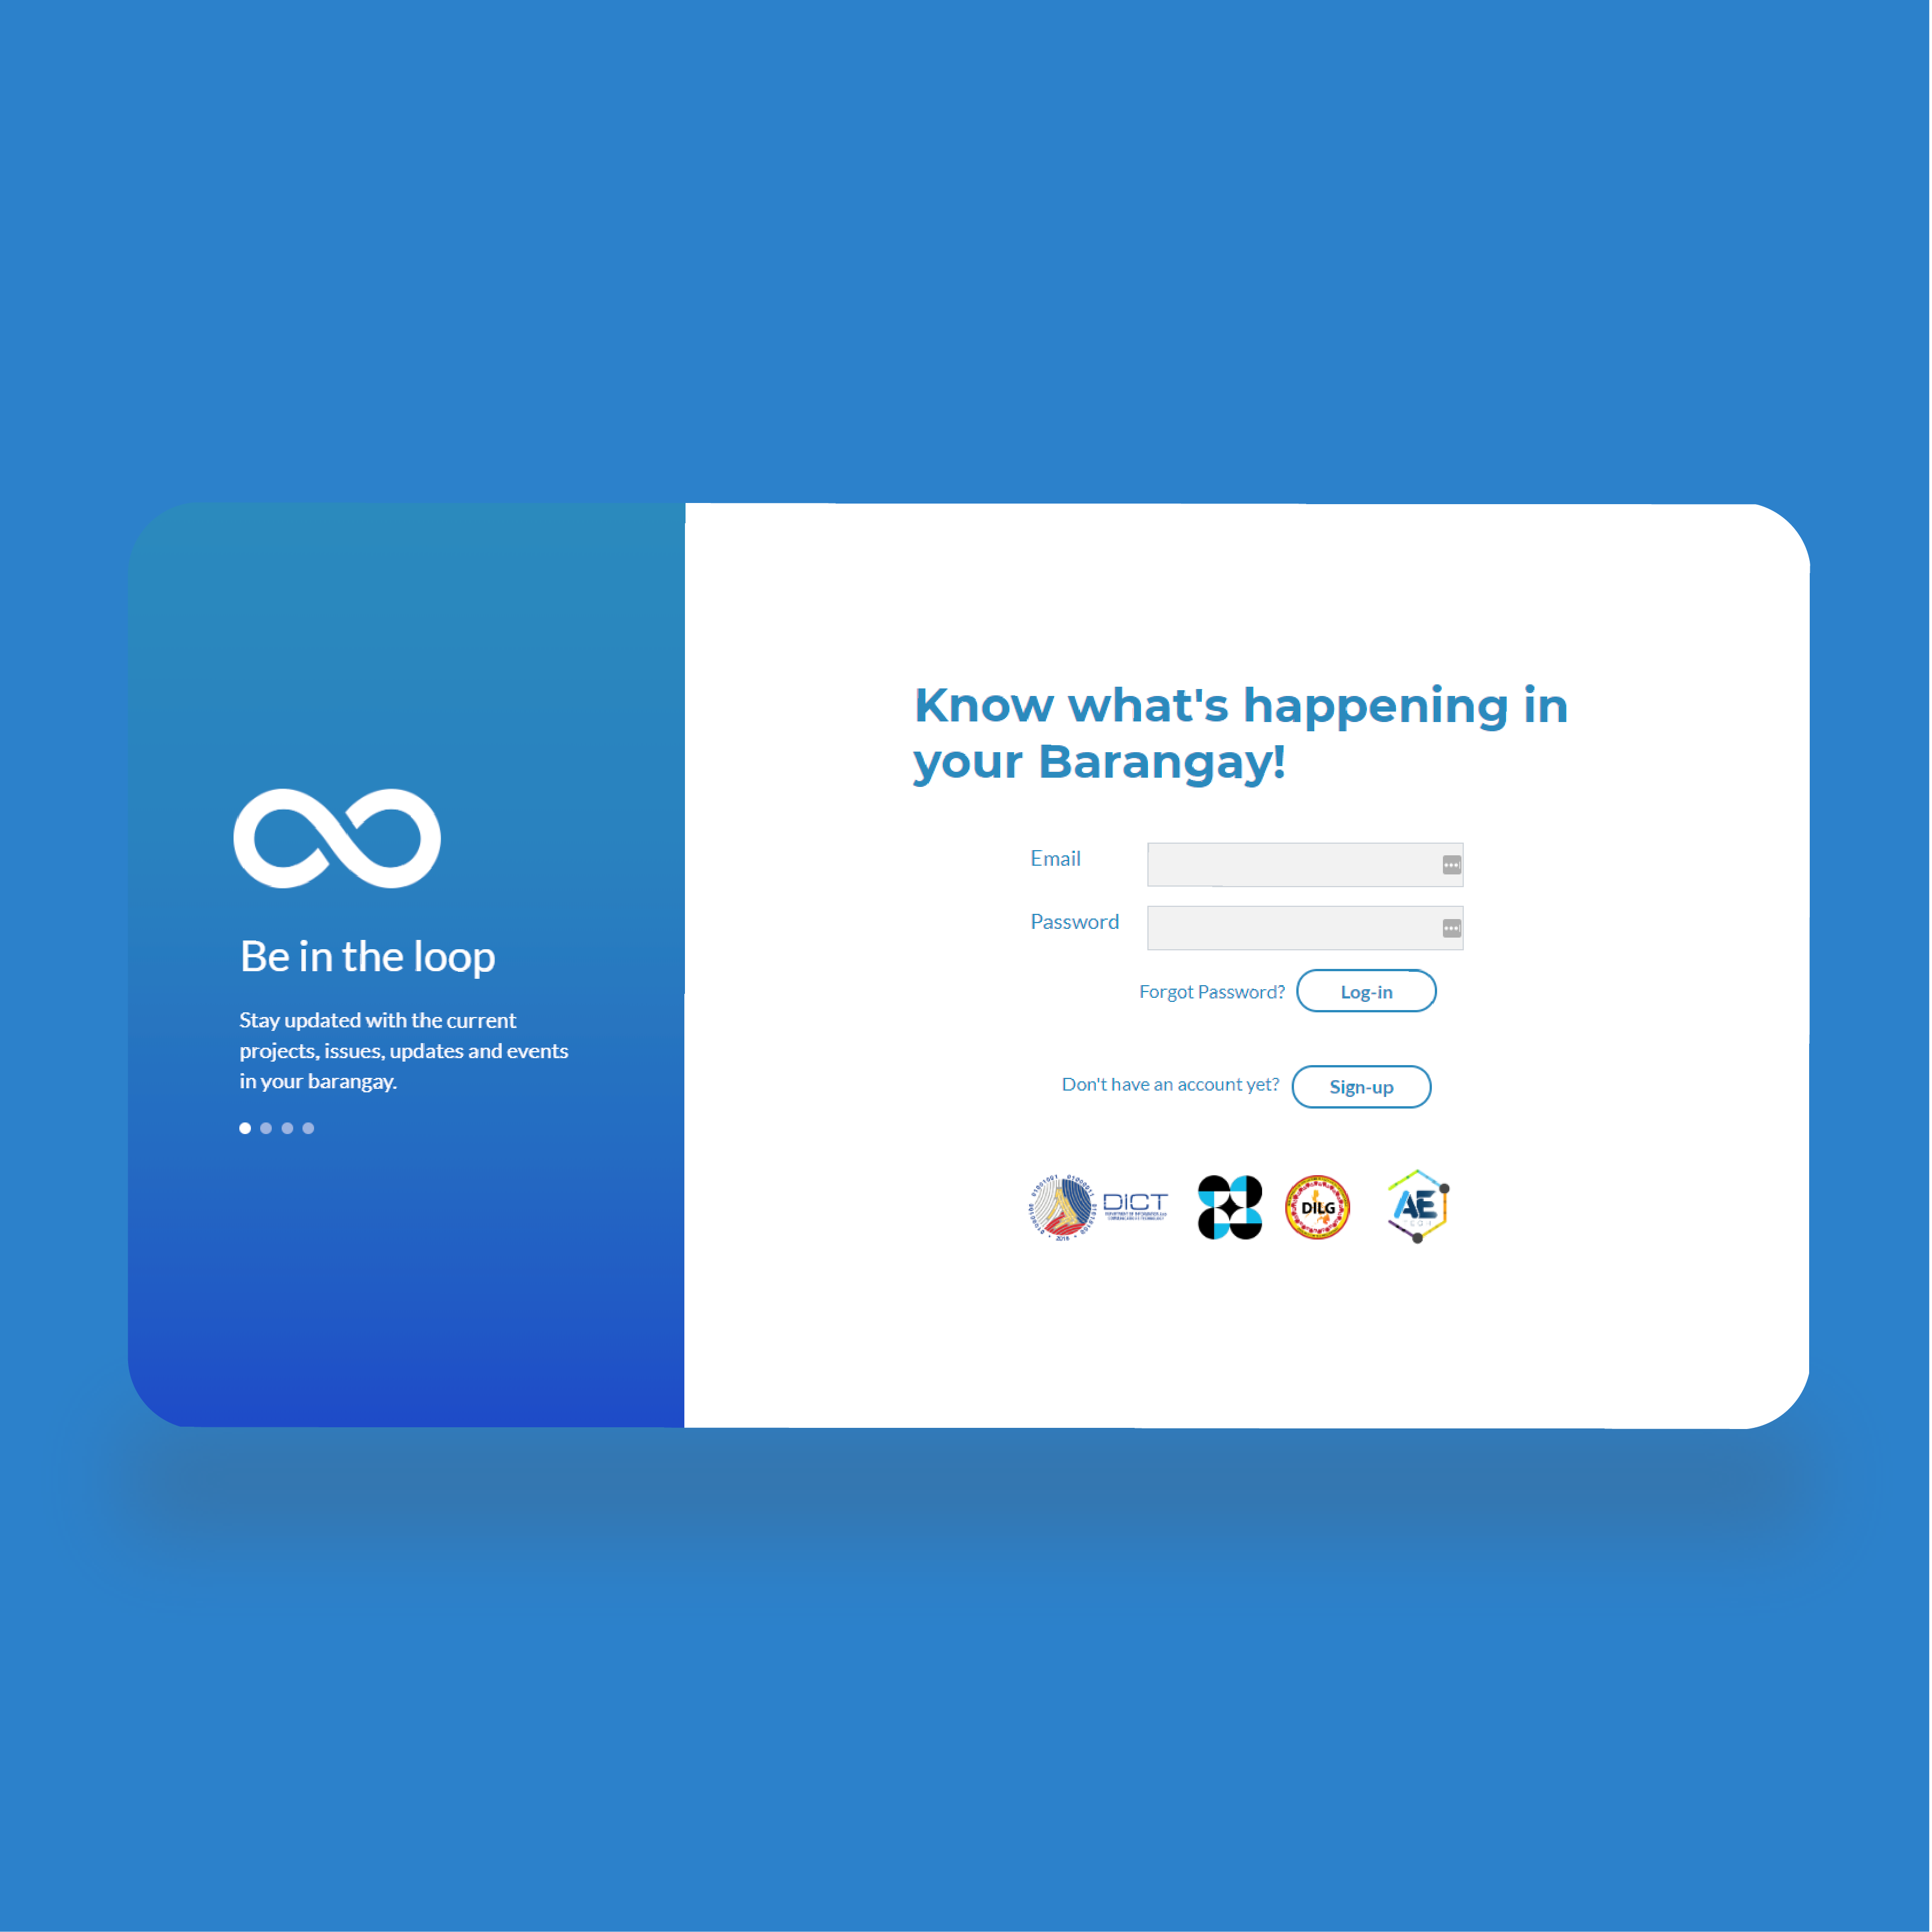 Be in the loop
Stay updated with the current
projects, issues, updates and events
in your barangay.
Know what's happening in
your Barangay!
Email
Password
Forgot Password?
Log-in
Don't have an account yet?
Sign-up
DICT
DILG
AE